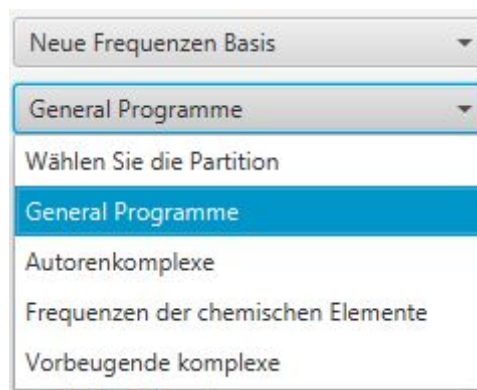 Neue Frequenzen Basis
General Programme
Wählen Sie die Partition
General Programme
Autorenkomplexe
Frequenzen der chemischen Elemente
Vorbeugende komplexe